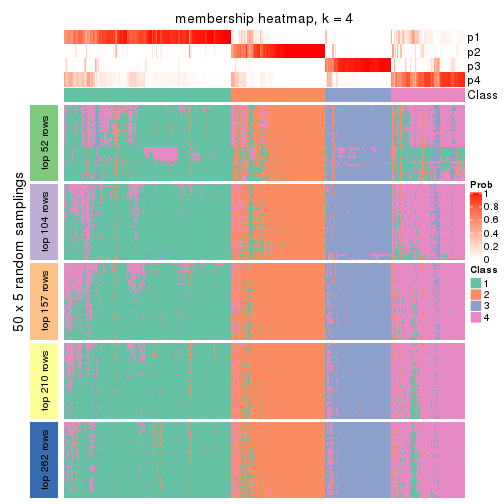 membership heatmap, k = 4
p1
p2
p3
p4
Class
50 x 5 random samplings
top 52 rows
top 104 rows
top 157 rows
top 210 rows
top 262 rows
Prob
1
0.8
0.6
0.4
0.2
0
Class
1
2
3
4